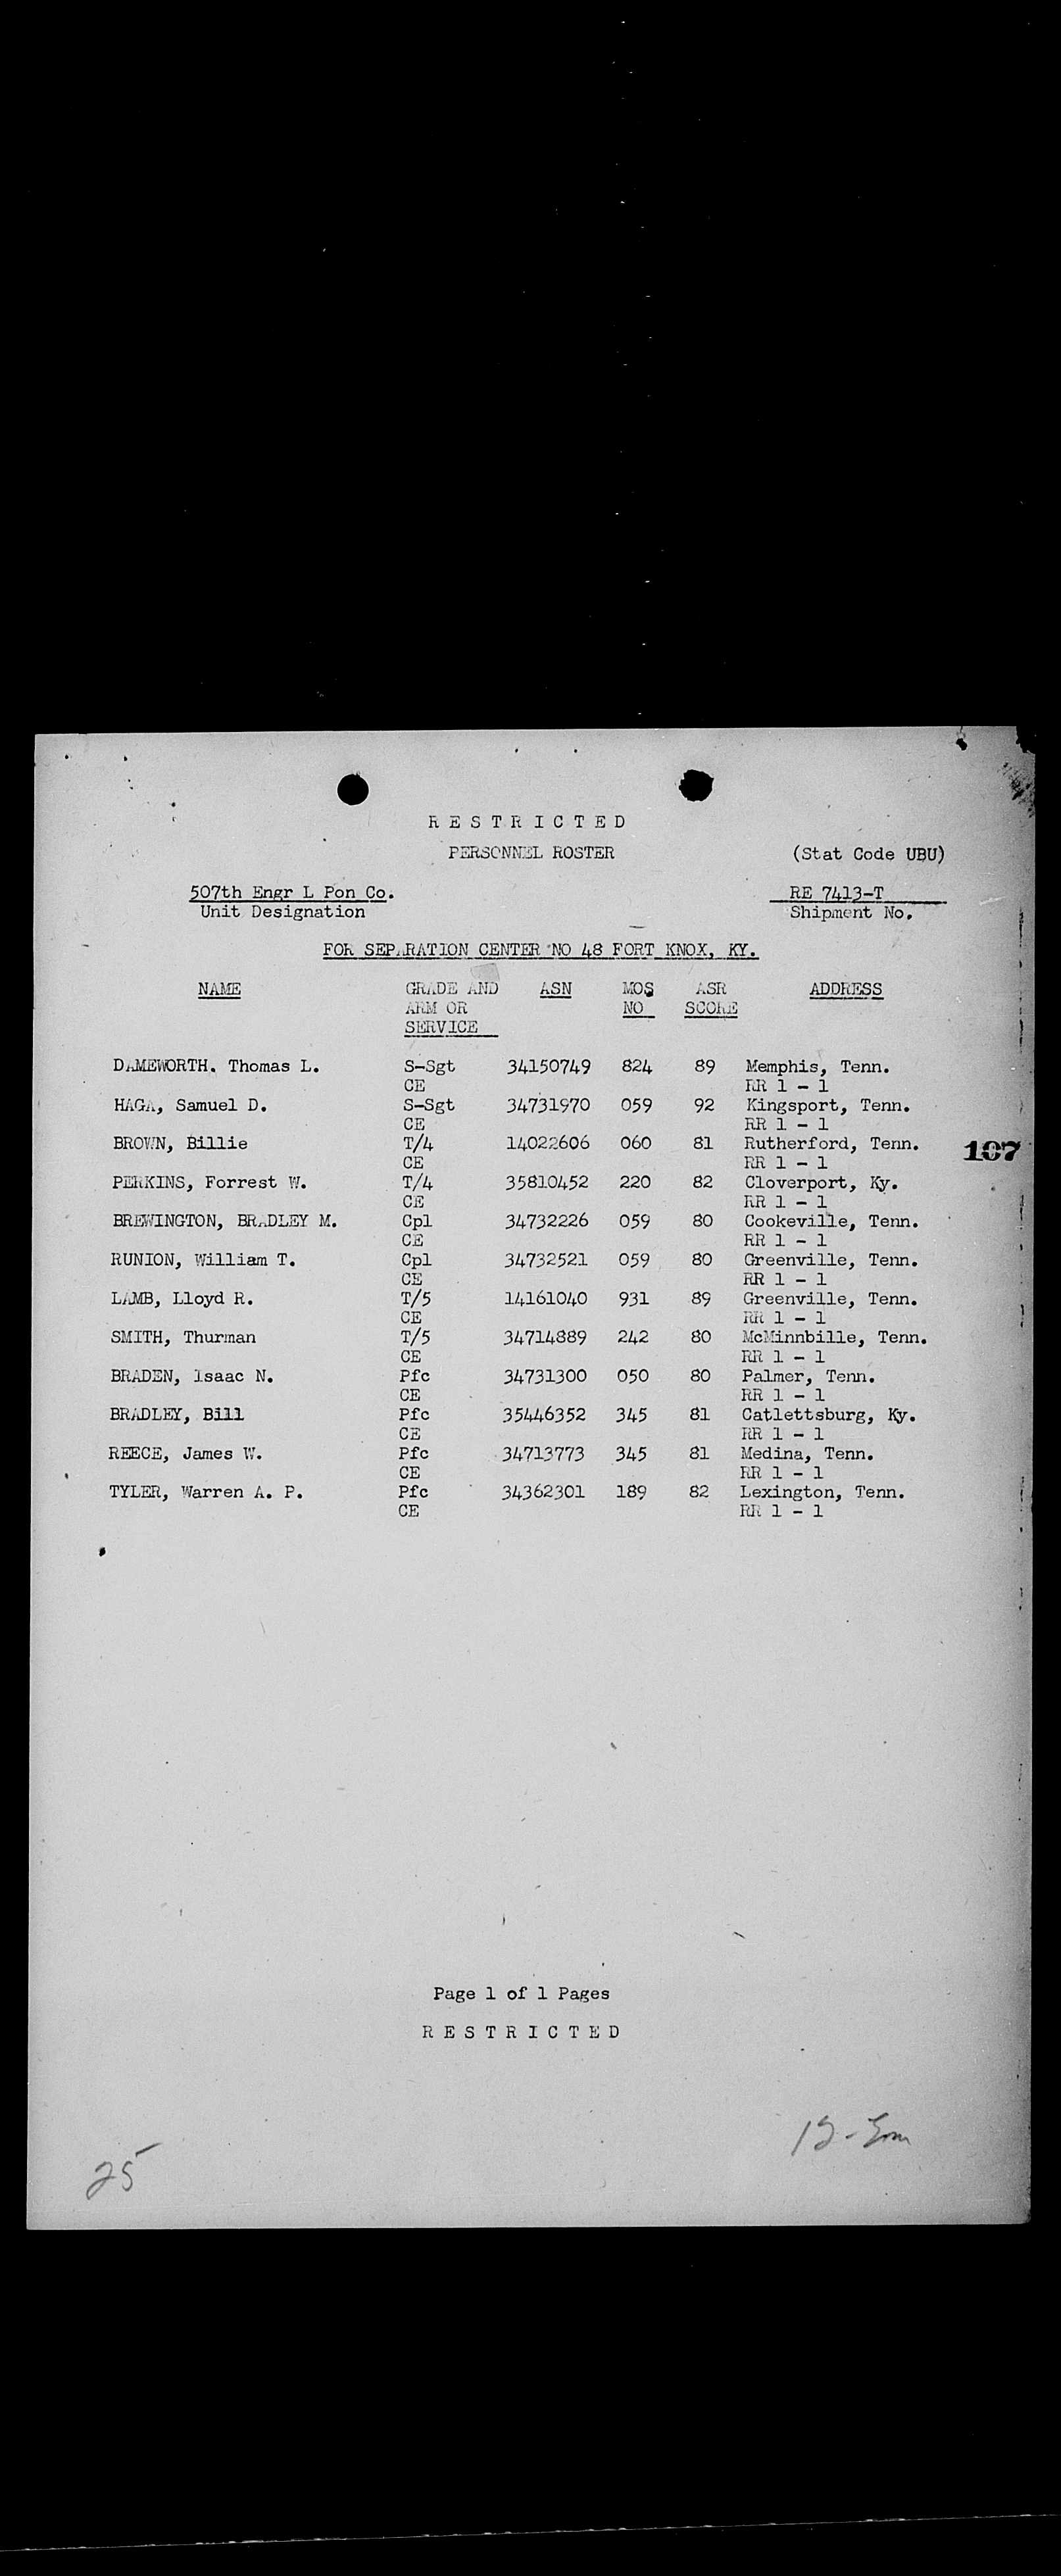 R E S T R I C T E D
PERSONNEL ROSTER (Stat Code UBU)
507th Engr L Pon Co. RE 7413-T
Unit Designation Shipment No.
FOR SEPARATION CENTER NO 48 FORT KNOX, KY.
NAME GRADE AND ASN MOS ASR ADDRESS
ARM OR NO SCORE
SERVICE
DAMEWORTH. Thomas L. S-Sgt 34150749 824 89 Memphis, Tenn.
CE RR 1 - 1
HAGA, Samuel D. S-Sgt 34731970 059 92 Kingsport, Tenn.
CE RR 1 - 1
BROWN, Billie T/4 14022606 060 81 Rutherford, Tenn. 107
CE RR 1 - 1
PERKINS, Forrest W. T/4 35810452 220 82 Cloverport, Ky.
CE RR 1 - 1
BREWINGTON, BRADLEY M. Cpl 34732226 059 80 Cookeville, Tenn.
CE RR 1 - 1
RUNION, William T. Cpl 34732521 059 80 Greenville, Tenn.
CE RR 1 - 1
LAMB, Lloyd R. T/5 14161040 931 89 Greenville, Tenn.
CE RR 1 - 1
SMITH, Thurman T/5 34714889 242 80 McMinnbille, Tenn.
CE RR 1 - 1
BRADEN, Isaac N. Pfc 34731300 050 80 Palmer, Tenn.
CE RR 1 - 1
BRADLEY, Bill Pfc 35446352 345 81 Catlettsburg, Ky.
CE RR 1 - 1
REECE, James W. Pfc 34713773 345 81 Medina, Tenn.
CE RR 1 - 1
TYLER, Warren A. P. Pfc 34362301 189 82 Lexington, Tenn.
CE RR 1 - 1
Page 1 of 1 Pages
R E S T R I C T E D
25